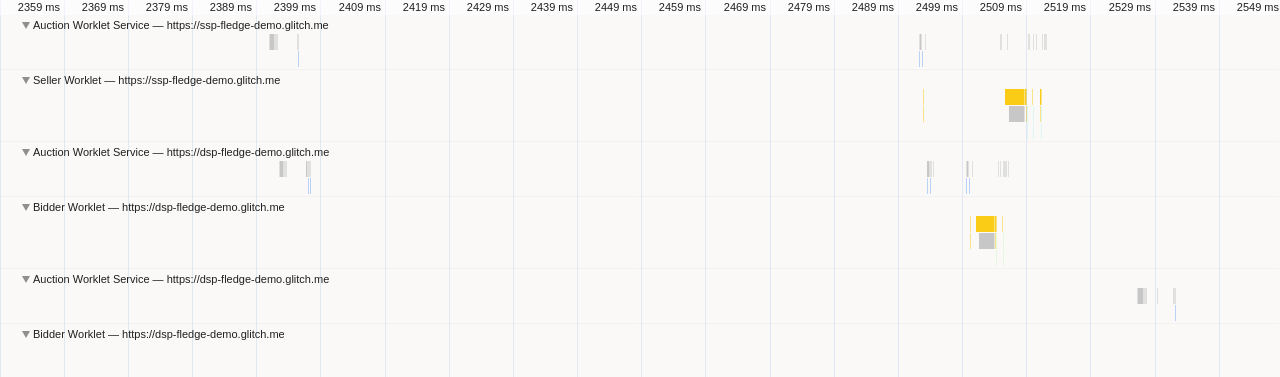 2359 ms 2369 ms 2379 ms 2389 ms 2399 ms 2409 ms 2419 ms 2429 ms 2439 ms 2449 ms 2459 ms 2469 ms 2479 ms 2489 ms 2499 ms 2509 ms 2519 ms 2529 ms 2539 ms 2549 ms
Auction Worklet Service — https://ssp-fledge-demo.glitch.me
Seller Worklet — https://ssp-fledge-demo.glitch.me
Auction Worklet Service — https://dsp-fledge-demo.glitch.me
Bidder Worklet — https://dsp-fledge-demo.glitch.me
Auction Worklet Service — https://dsp-fledge-demo.glitch.me
Bidder Worklet — https://dsp-fledge-demo.glitch.me